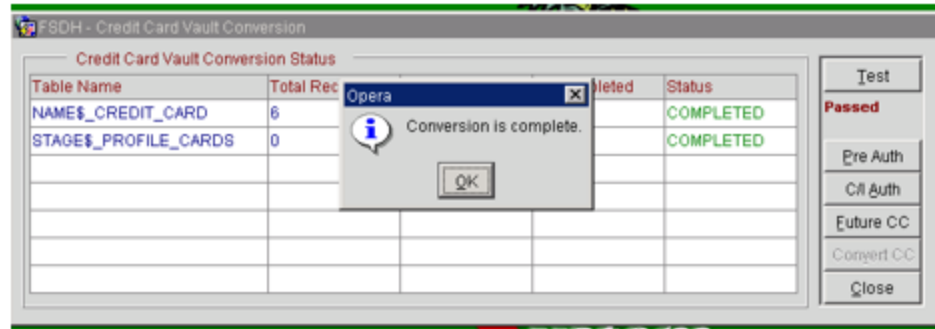 FSDH - Credit Card Vault Conversion
Credit Card Vault Conversion Status
Table Name Total Rec Status
NAME$_CREDIT_CARD 6 COMPLETED
STAGE$_PROFILE_CARDS 0 COMPLETED
Opera
Conversion is complete.
OK
Test
Passed
Pre Auth
C/I Auth
Future CC
Convert CC
Close